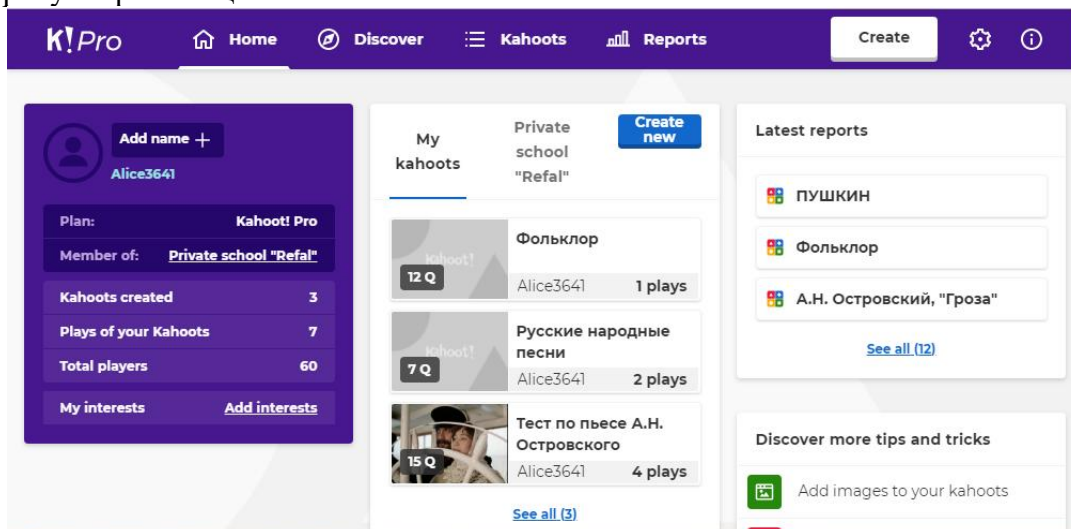 K!Pro
Home
Discover
Kahoots
Reports
Create
Add name +
Alice3641
Plan: Kahoot! Pro
Member of: Private school "Refal"
Kahoots created 3
Plays of your Kahoots 7
Total players 60
My interests Add interests
My
kahoots
Private
school
"Refal"
Create
new
Фольклор
12 Q
Alice3641 1 plays
Русские народные
песни
7 Q
Alice3641 2 plays
Тест по пьесе А.Н.
Островского
15 Q
Alice3641 4 plays
See all (3)
Latest reports
ПУШКИН
Фольклор
А.Н. Островский, "Гроза"
See all (12)
Discover more tips and tricks
Add images to your kahoots